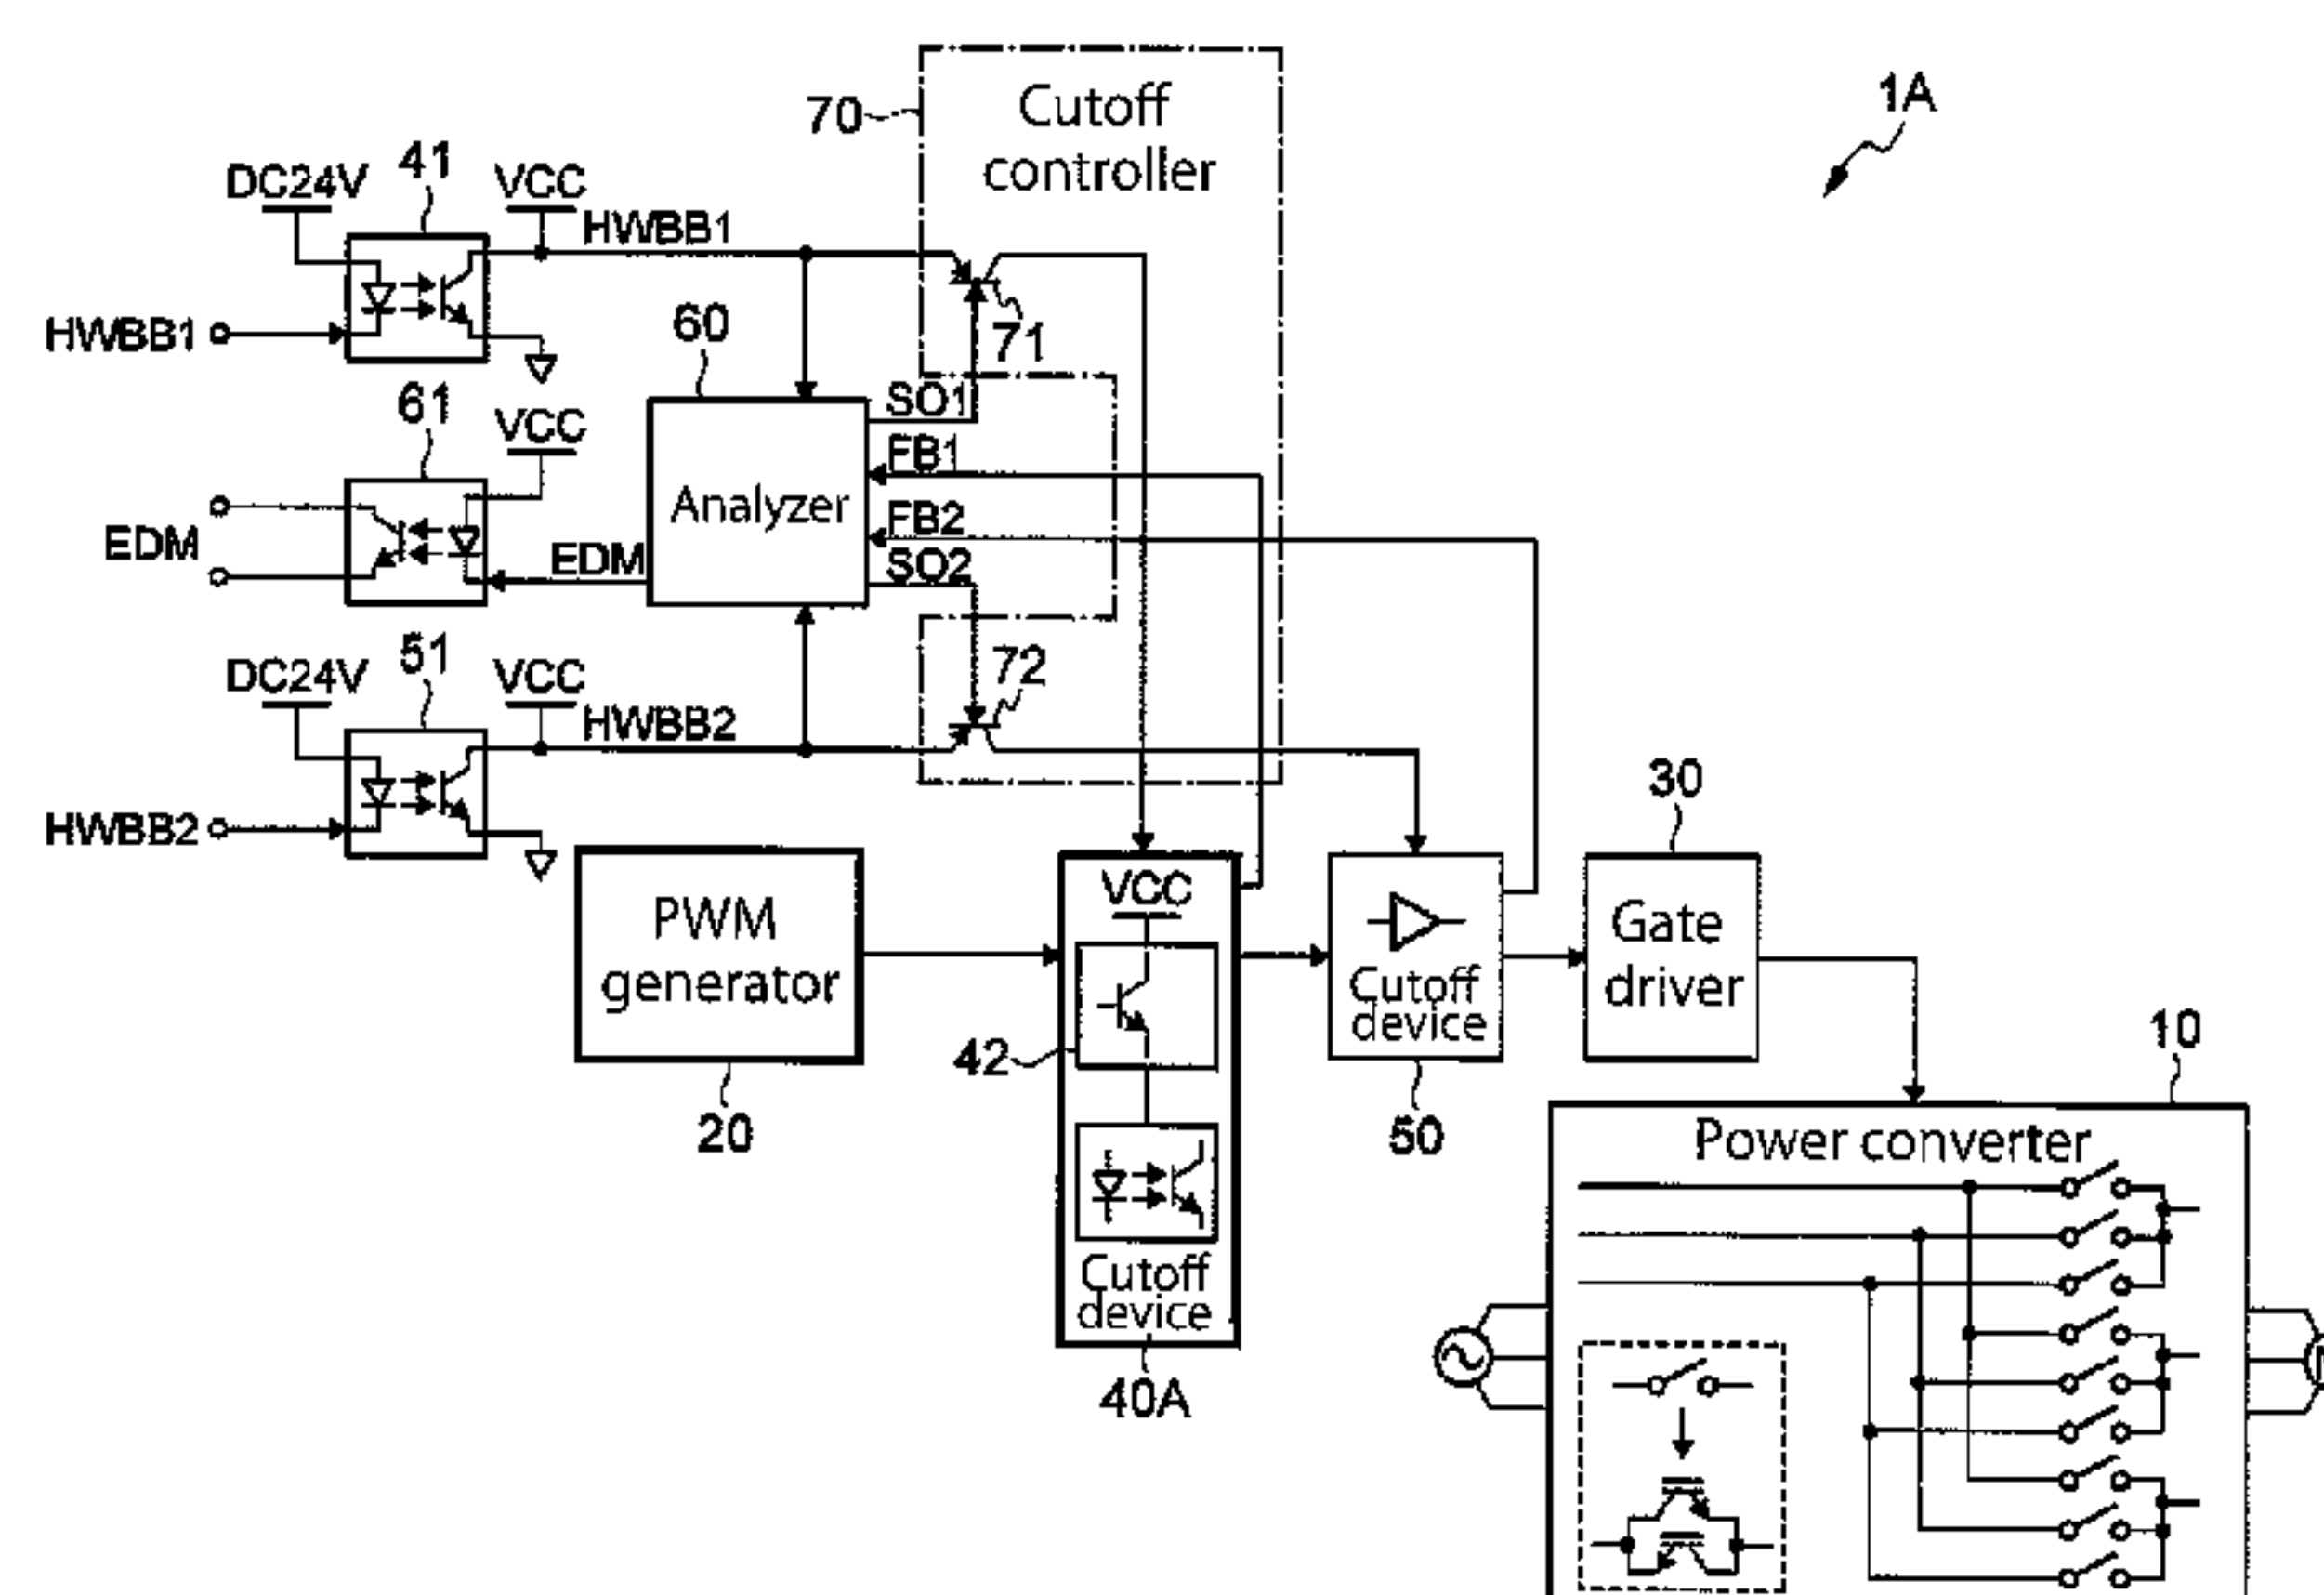 1A
70
Cutoff
controller
41
DC24V
VCC
HWBB1
HWBB1
71
60
SO1
61
VCC
FB1
Analyzer
FB2
EDM
EDM
SO2
51
72
DC24V
VCC
HWBB2
HWBB2
30
PWM
generator
VCC
Gate
driver
Cutoff
device
42
10
20
50
Power converter
Cutoff
device
40A